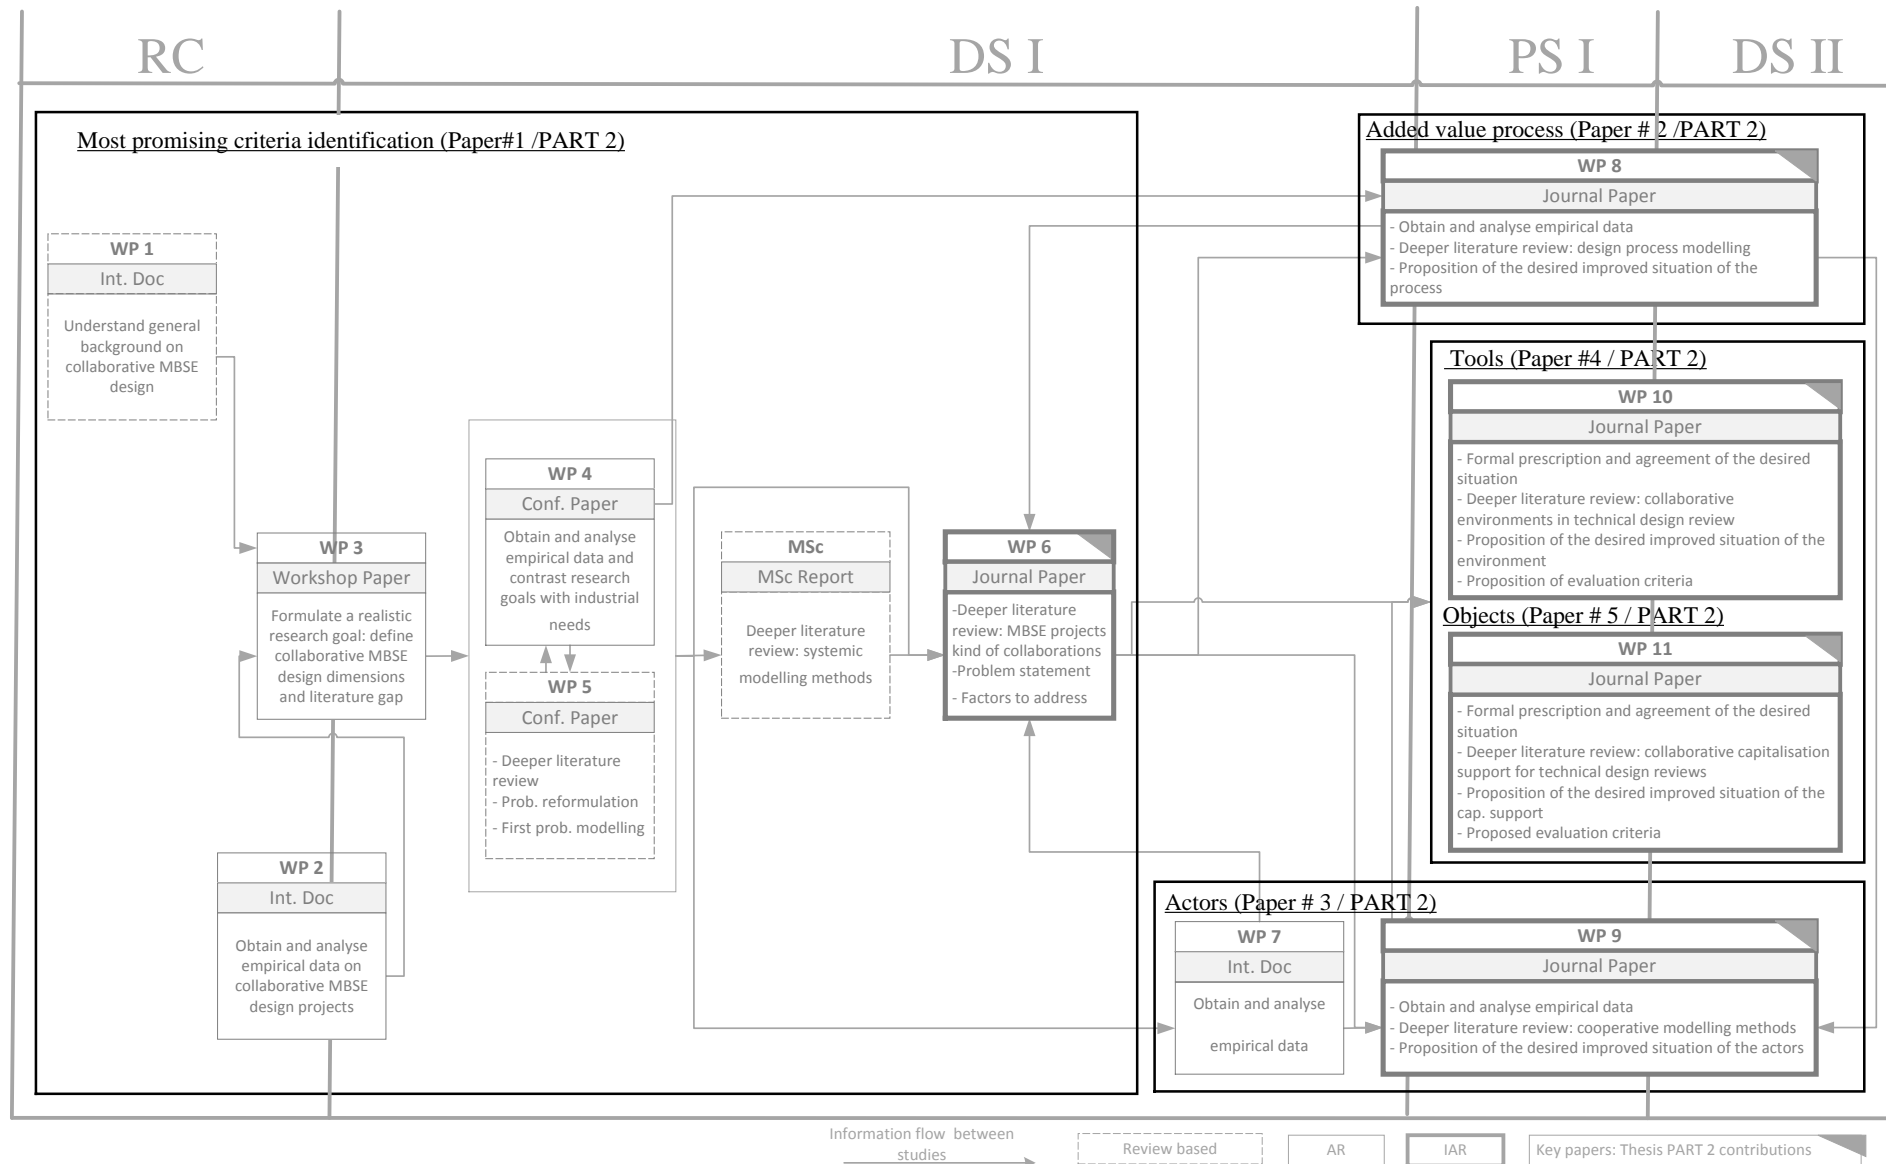 RC
DS I
PS I
DS II
Most promising criteria identification (Paper#1 /PART 2)
WP 1
Int. Doc
Understand general
background on
collaborative MBSE
design
WP 2
Int. Doc
Obtain and analyse
empirical data on
collaborative MBSE
design projects
WP 3
Workshop Paper
Formulate a realistic
research goal: define
collaborative MBSE
design dimensions
and literature gap
WP 4
Conf. Paper
Obtain and analyse
empirical data and
contrast research
goals with industrial
needs
WP 5
Conf. Paper
- Deeper literature
review
- Prob. reformulation
- First prob. modelling
MSc
MSc Report
Deeper literature
review: systemic
modelling methods
WP 6
Journal Paper
-Deeper literature
review: MBSE projects
kind of collaborations
-Problem statement
- Factors to address
Added value process (Paper # 2 /PART 2)
WP 8
Journal Paper
- Obtain and analyse empirical data
- Deeper literature review: design process modelling
- Proposition of the desired improved situation of the
process
Tools (Paper #4 / PART 2)
WP 10
Journal Paper
- Formal prescription and agreement of the desired
situation
- Deeper literature review: collaborative
environments in technical design review
- Proposition of the desired improved situation of the
environment
- Proposition of evaluation criteria
Objects (Paper # 5 / PART 2)
WP 11
Journal Paper
- Formal prescription and agreement of the desired
situation
- Deeper literature review: collaborative capitalisation
support for technical design reviews
- Proposition of the desired improved situation of the
cap. support
- Proposed evaluation criteria
Actors (Paper # 3 / PART 2)
WP 7
Int. Doc
Obtain and analyse
empirical data
WP 9
Journal Paper
- Obtain and analyse empirical data
- Deeper literature review: cooperative modelling methods
- Proposition of the desired improved situation of the actors
Information flow between
studies
Review based
AR
IAR
Key papers: Thesis PART 2 contributions